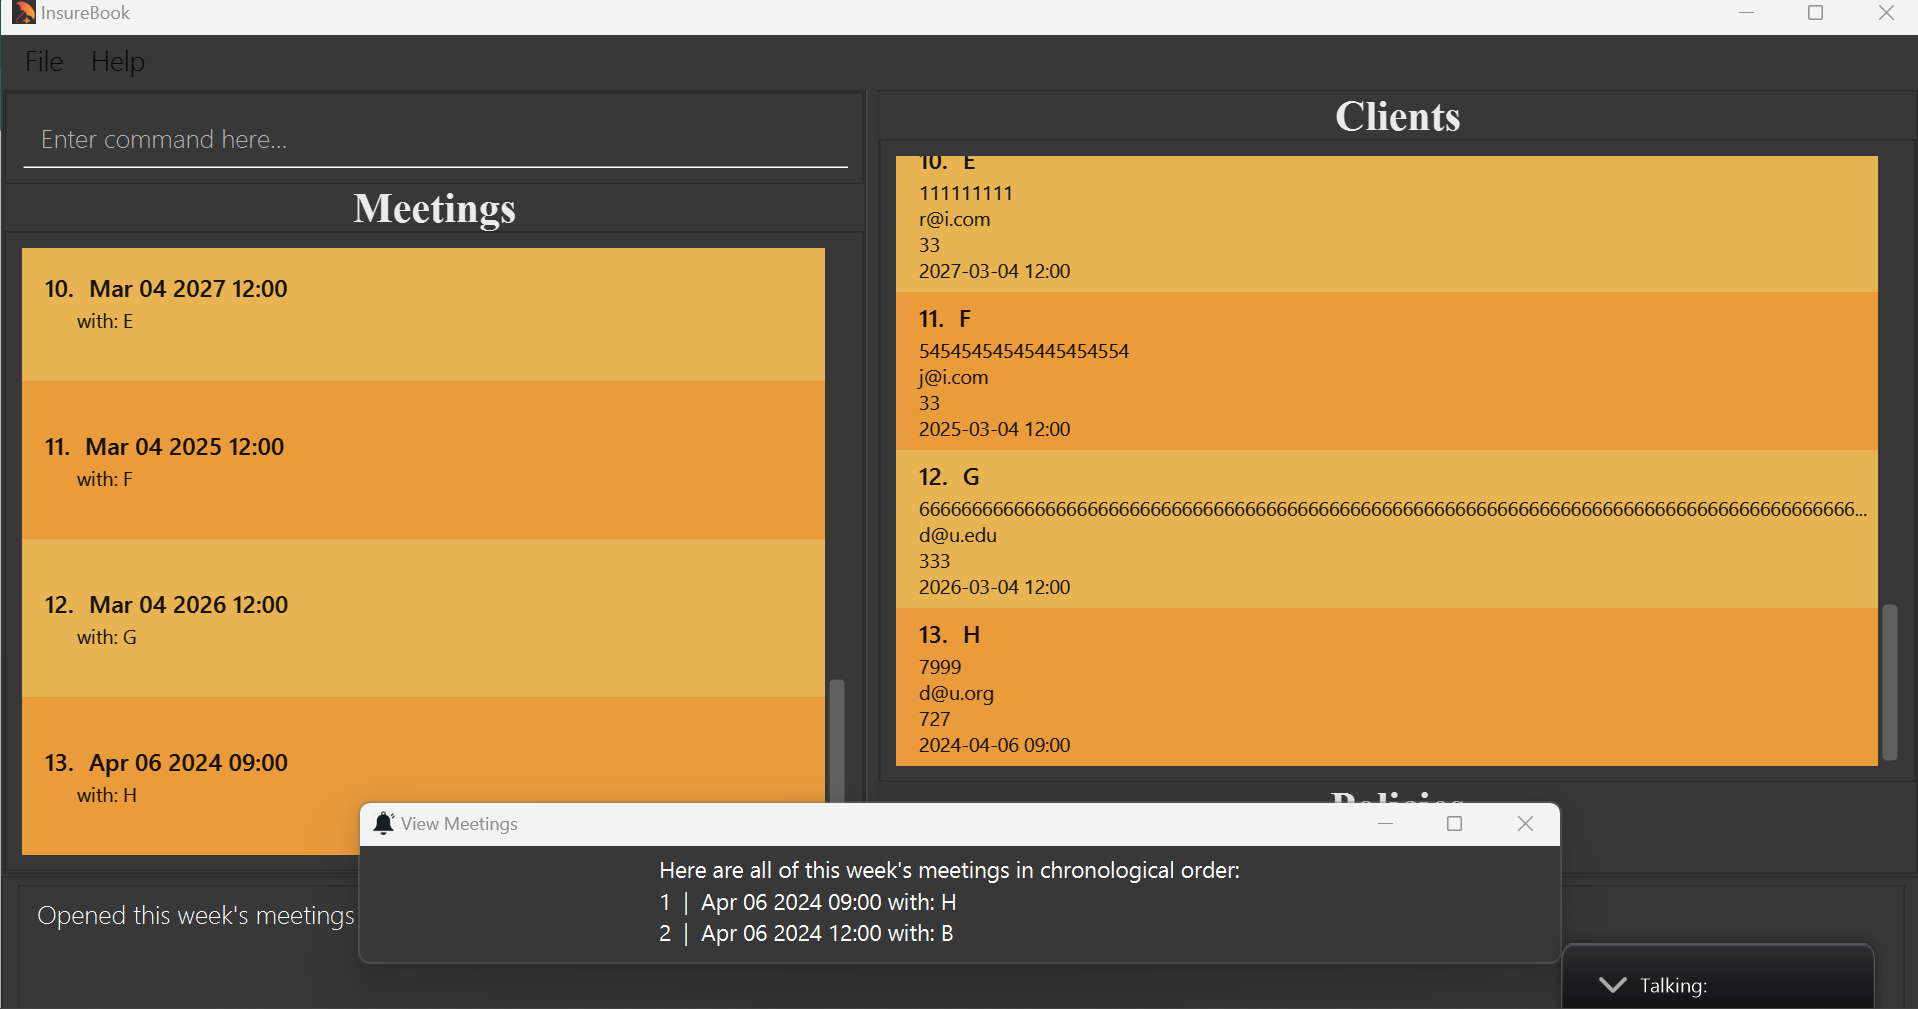 InsureBook
File Help
Enter command here...
Meetings
10. Mar 04 2027 12:00
with: E
11. Mar 04 2025 12:00
with: F
12. Mar 04 2026 12:00
with: G
13. Apr 06 2024 09:00
with: H
Clients
10. E
111111111
r@i.com
33
2027-03-04 12:00
11. F
54545454545445454554
j@i.com
33
2025-03-04 12:00
12. G
d@u.edu
333
2026-03-04 12:00
13. H
7999
d@u.org
727
2024-04-06 09:00
Policies
View Meetings
Here are all of this week's meetings in chronological order:
1 | Apr 06 2024 09:00 with: H
2 | Apr 06 2024 12:00 with: B
Opened this week's meetings
Talking: